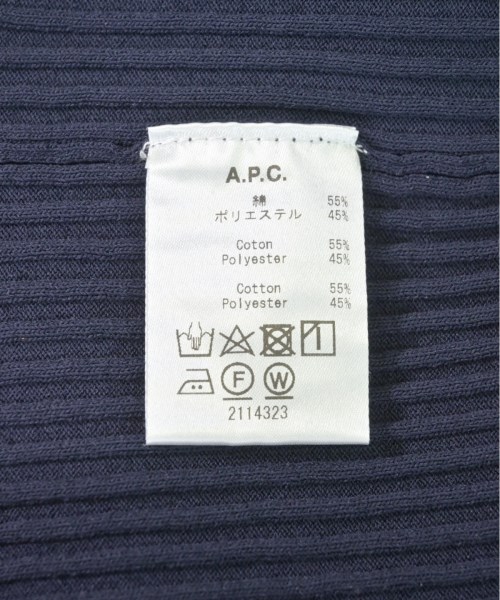 A.P.C.
綿 55%
ポリエステル 45%
Coton 55%
Polyester 45%
Cotton 55%
Polyester 45%
F W
2114323